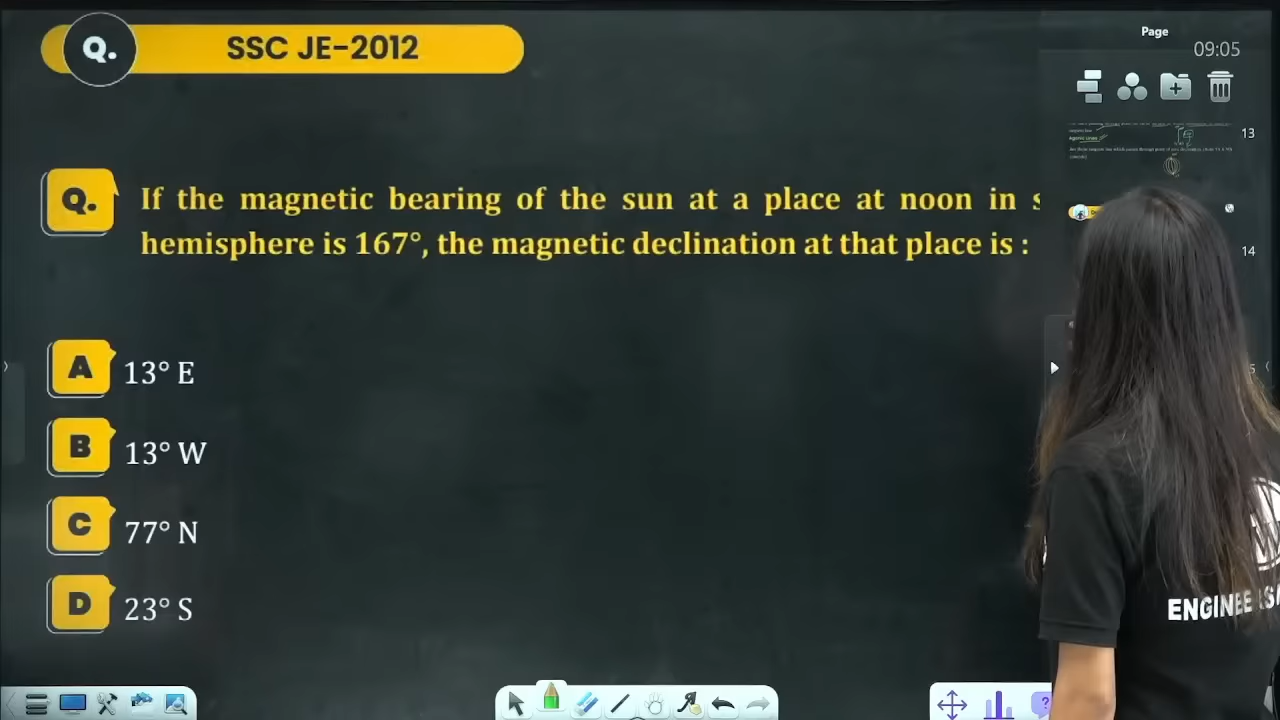 Q.
SSC JE-2012
Page
09:05
13
Q.
If the magnetic bearing of the sun at a place at noon in s
hemisphere is 167°, the magnetic declination at that place is :
14
A
13° E
B
13° W
C
77° N
D
23° S
ENGINEE